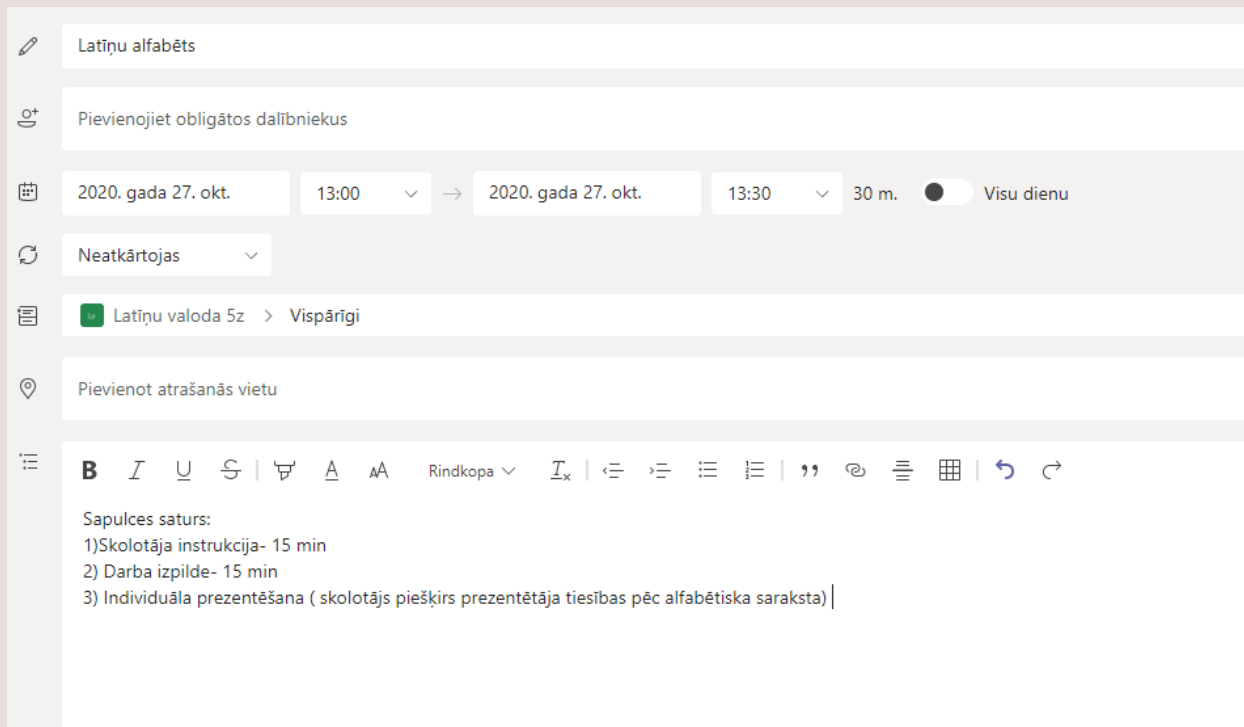 Latīņu alfabēts
Pievienojiet obligātos dalībniekus
2020. gada 27. okt. 13:00 → 2020. gada 27. okt. 13:30 30 m. Visu dienu
Neatkārtojas
Latīņu valoda 5z > Vispārīgi
Pievienot atrašanās vietu
B I U S A AA Rindkopa Tx
Sapulces saturs:
1)Skolotāja instrukcija- 15 min
2) Darba izpilde- 15 min
3) Individuāla prezentēšana ( skolotājs piešķirs prezentētāja tiesības pēc alfabētiska saraksta)